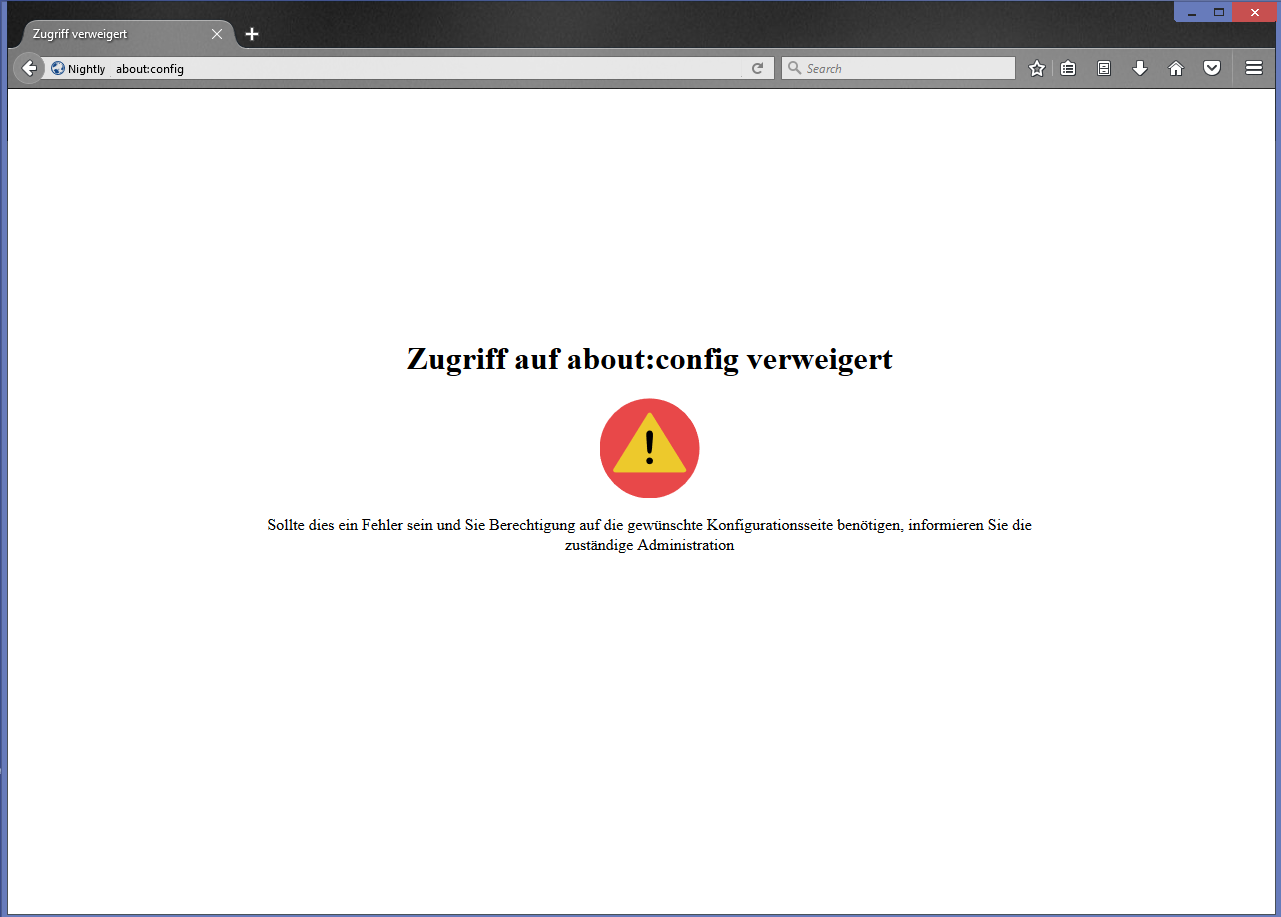 Zugriff verweigert
Nightly about:config
Search
Zugriff auf about:config verweigert
!
Sollte dies ein Fehler sein und Sie Berechtigung auf die gewünschte Konfigurationsseite benötigen, informieren Sie die
zuständige Administration